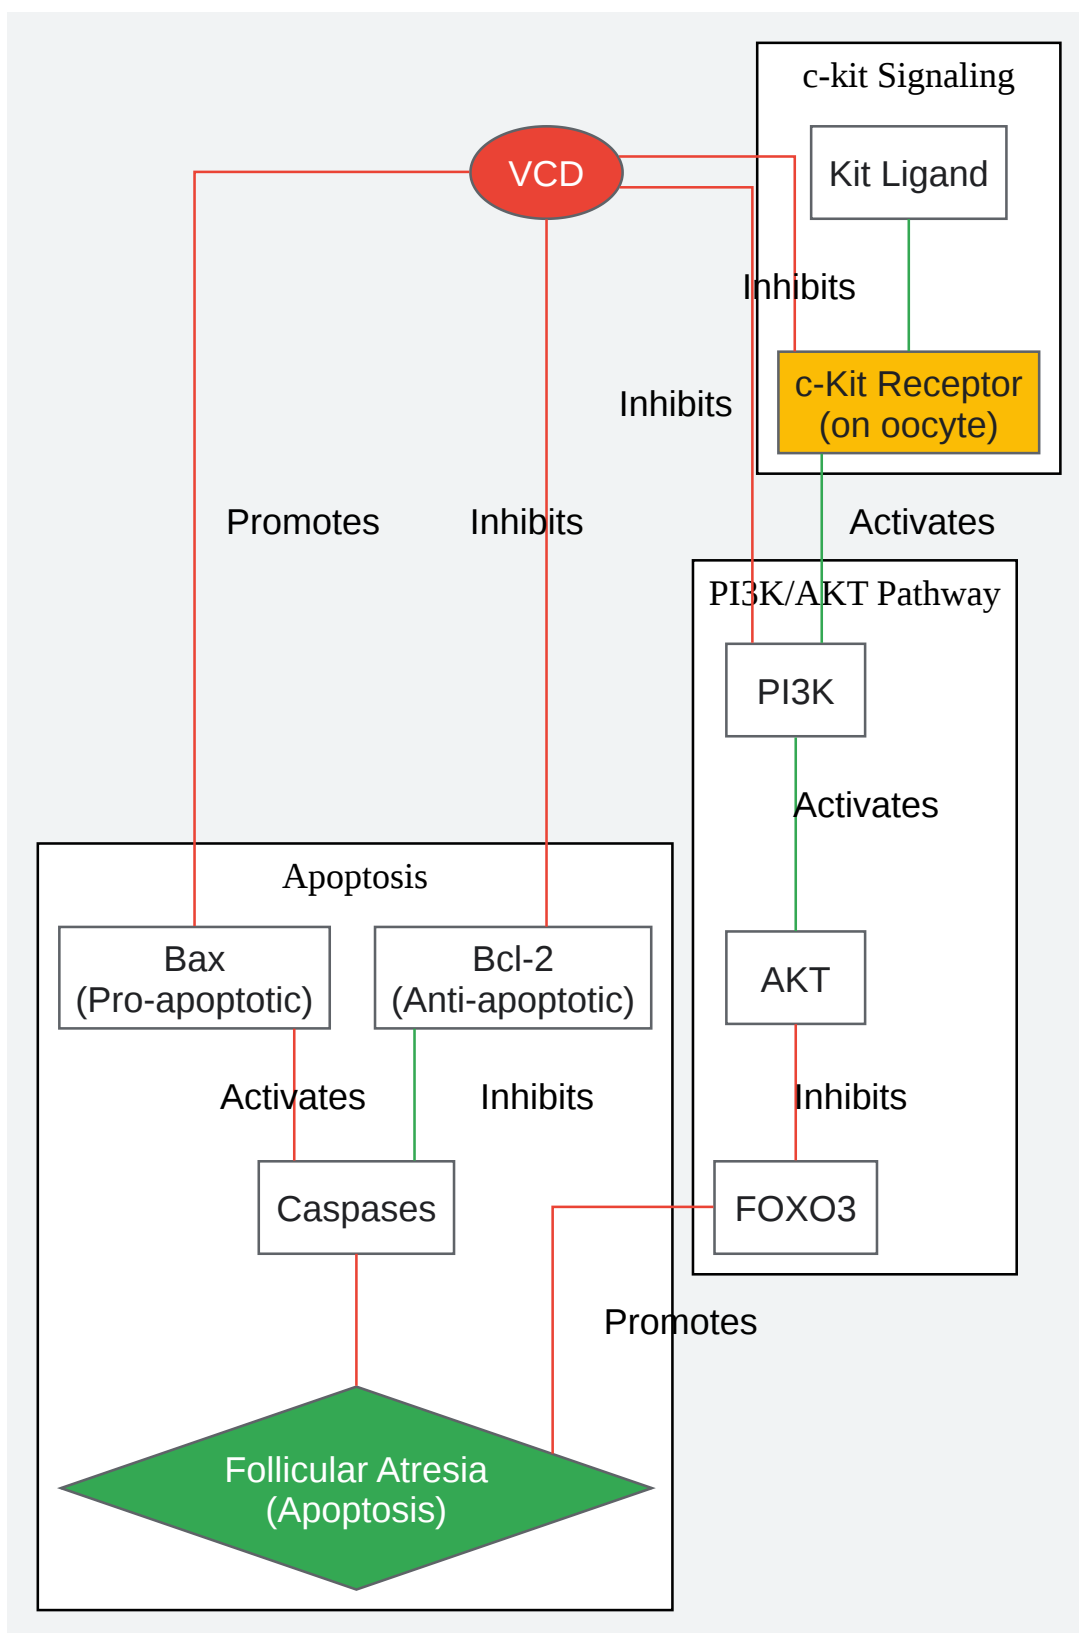 c-kit Signaling
VCD
Kit Ligand
Inhibits
c-Kit Receptor
(on oocyte)
Inhibits
Promotes
Inhibits
Activates
PI3K/AKT Pathway
PI3K
Activates
Apoptosis
Bax
(Pro-apoptotic)
Bcl-2
(Anti-apoptotic)
AKT
Activates
Inhibits
Inhibits
Caspases
FOXO3
Promotes
Follicular Atresia
(Apoptosis)